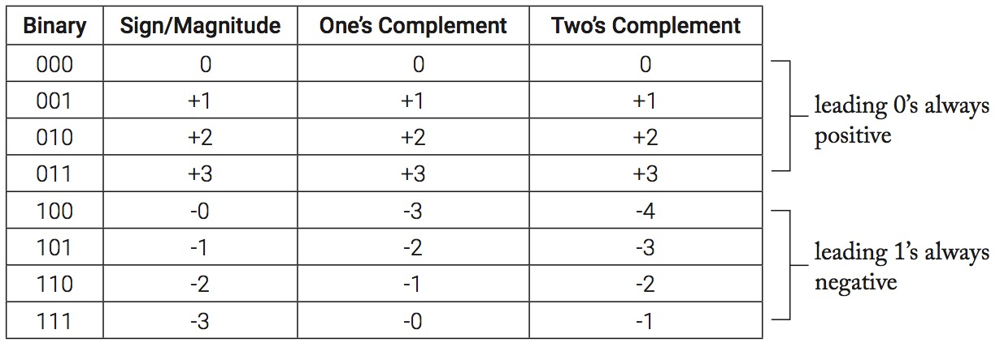 Binary Sign/Magnitude One's Complement Two's Complement
000 0 0 0
001 +1 +1 +1
010 +2 +2 +2
011 +3 +3 +3
100 -0 -3 -4
101 -1 -2 -3
110 -2 -1 -2
111 -3 -0 -1
leading 0's always
positive
leading 1's always
negative